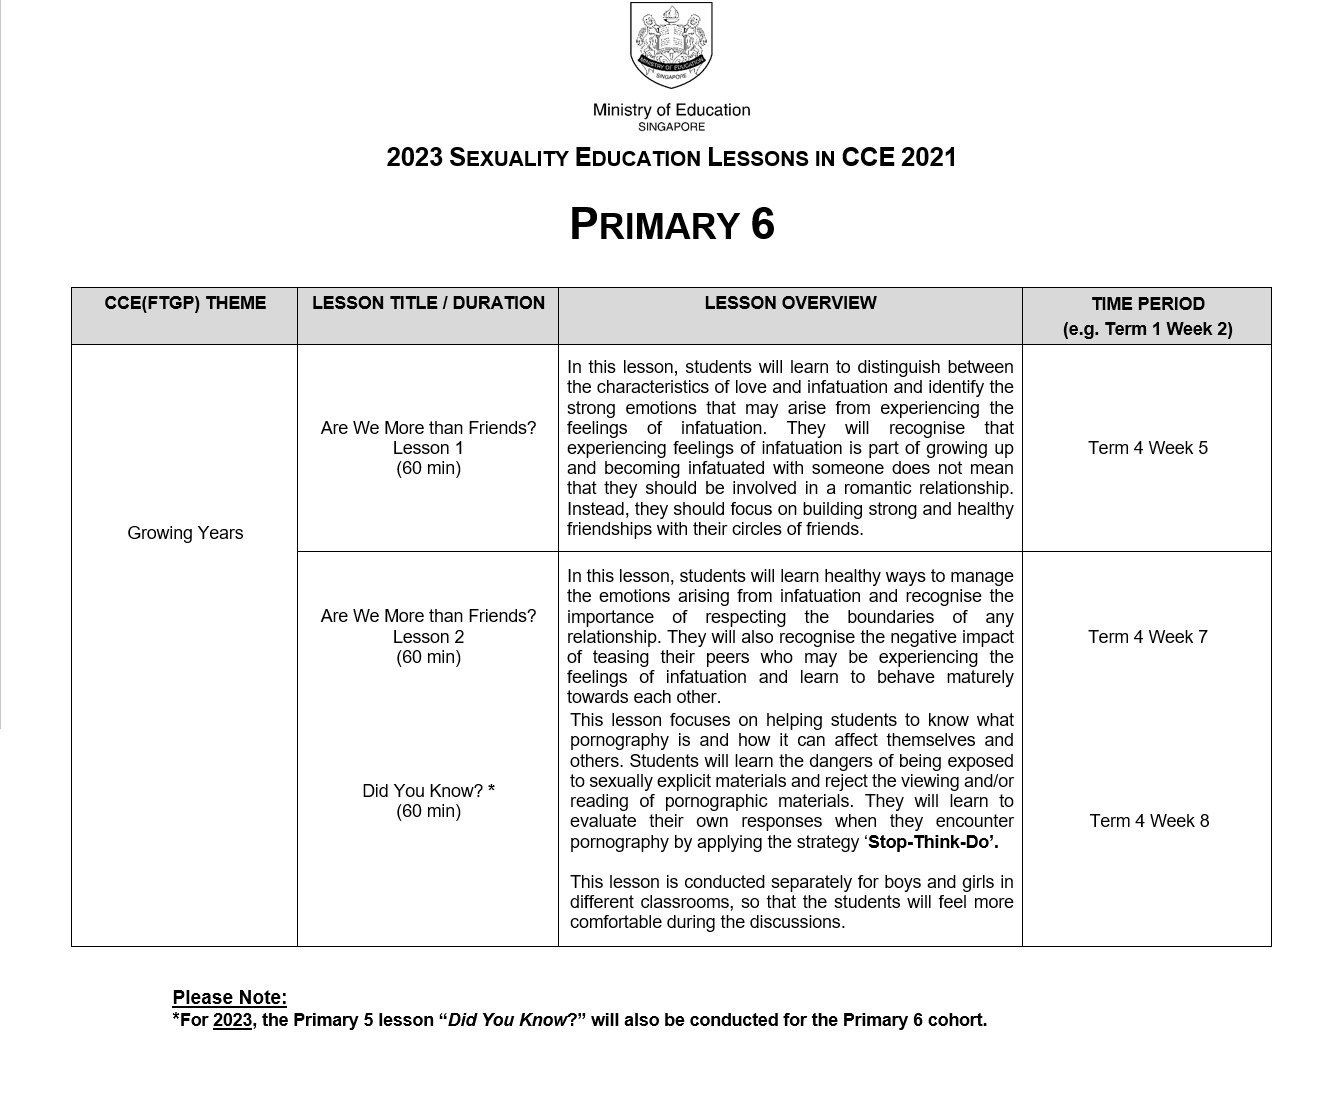 MINISTRY OF EDUCATION
SINGAPORE
Ministry of Education
SINGAPORE
2023 SEXUALITY EDUCATION LESSONS IN CCE 2021
PRIMARY 6
CCE(FTGP) THEME
LESSON TITLE / DURATION
LESSON OVERVIEW
TIME PERIOD
(e.g. Term 1 Week 2)
Growing Years
Are We More than Friends?
Lesson 1
(60 min)
In this lesson, students will learn to distinguish between
the characteristics of love and infatuation and identify the
strong emotions that may arise from experiencing the
feelings of infatuation. They will recognise that
experiencing feelings of infatuation is part of growing up
and becoming infatuated with someone does not mean
that they should be involved in a romantic relationship.
Instead, they should focus on building strong and healthy
friendships with their circles of friends.
Term 4 Week 5
Are We More than Friends?
Lesson 2
(60 min)
In this lesson, students will learn healthy ways to manage
the emotions arising from infatuation and recognise the
importance of respecting the boundaries of any
relationship. They will also recognise the negative impact
of teasing their peers who may be experiencing the
feelings of infatuation and learn to behave maturely
towards each other.
Term 4 Week 7
Did You Know? *
(60 min)
This lesson focuses on helping students to know what
pornography is and how it can affect themselves and
others. Students will learn the dangers of being exposed
to sexually explicit materials and reject the viewing and/or
reading of pornographic materials. They will learn to
evaluate their own responses when they encounter
pornography by applying the strategy ‘Stop-Think-Do’.
This lesson is conducted separately for boys and girls in
different classrooms, so that the students will feel more
comfortable during the discussions.
Term 4 Week 8
Please Note:
*For 2023, the Primary 5 lesson “Did You Know?” will also be conducted for the Primary 6 cohort.